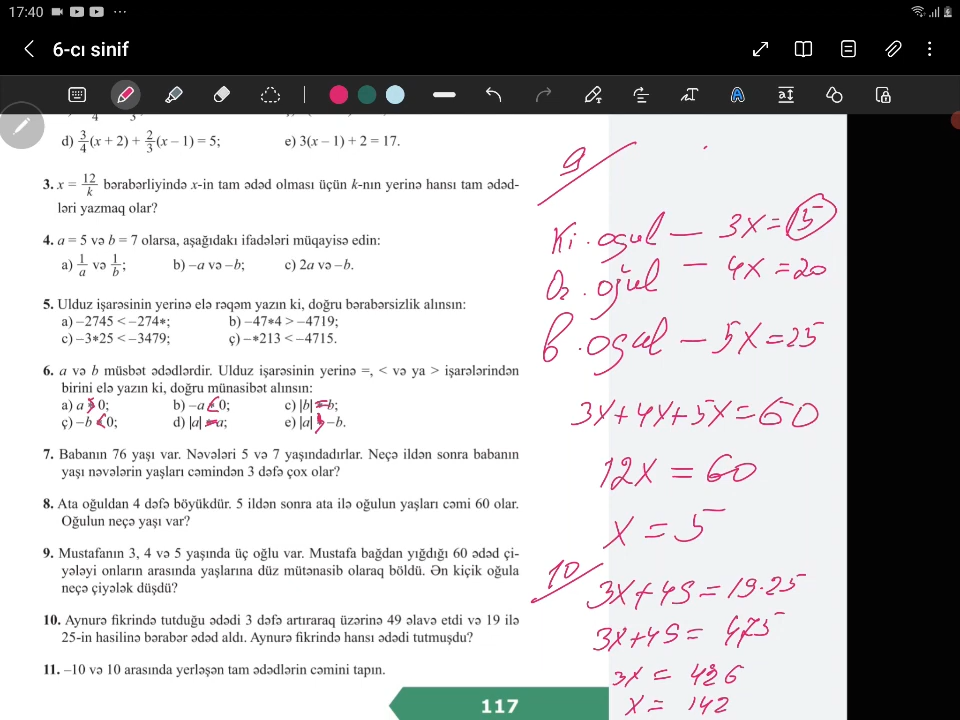 17:40
6-cı sinif
d) 3/4(x + 2) + 2/3(x – 1) = 5; e) 3(x – 1) + 2 = 17.
3. x = 12/k bərabərliyində x-in tam ədəd olması üçün k-nın yerinə hansı tam ədəd-
ləri yazmaq olar?
4. a = 5 və b = 7 olarsa, aşağıdakı ifadələri müqayisə edin:
a) 1/a və 1/b; b) –a və –b; c) 2a və –b.
5. Ulduz işarəsinin yerinə elə rəqəm yazın ki, doğru bərabərsizlik alınsın:
a) –2745 < –274*; b) –47*4 > –4719;
c) –3*25 < –3479; ç) –*213 < –4715.
6. a və b müsbət ədədlərdir. Ulduz işarəsinin yerinə =, < və ya > işarələrindən
birini elə yazın ki, doğru münasibət alınsın:
a) a > 0; b) –a < 0; c) |b| = b;
ç) –b < 0; d) |a| = a; e) |a| > –b.
7. Babanın 76 yaşı var. Nəvələri 5 və 7 yaşındadırlar. Neçə ildən sonra babanın
yaşı nəvələrin yaşları cəmindən 3 dəfə çox olar?
8. Ata oğuldan 4 dəfə böyükdür. 5 ildən sonra ata ilə oğulun yaşları cəmi 60 olar.
Oğulun neçə yaşı var?
9. Mustafanın 3, 4 və 5 yaşında üç oğlu var. Mustafa bağdan yığdığı 60 ədəd çi-
yələyi onların arasında yaşlarına düz mütənasib olaraq böldü. Ən kiçik oğula
neçə çiyələk düşdü?
10. Aynurə fikrində tutduğu ədədi 3 dəfə artıraraq üzərinə 49 əlavə etdi və 19 ilə
25-in hasilinə bərabər ədəd aldı. Aynurə fikrində hansı ədədi tutmuşdu?
11. –10 və 10 arasında yerləşən tam ədədlərin cəmini tapın.
117
9
Ki. oğul – 3x = 15
Or. oğul – 4x = 20
B. oğul – 5x = 25
3x+4x+5x=60
12x = 60
x = 5
10
3x+49=19·25
3x+49= 475
3x = 426
x = 142